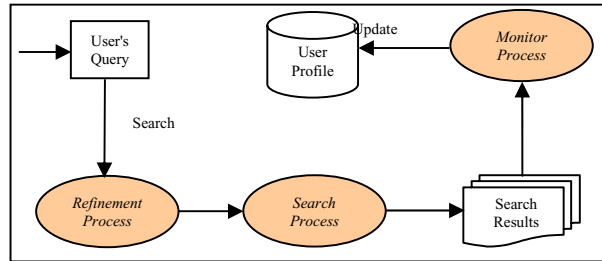 User's
Query
User
Profile
Update
Monitor
Process
Search
Refinement
Process
Search
Process
Search
Results